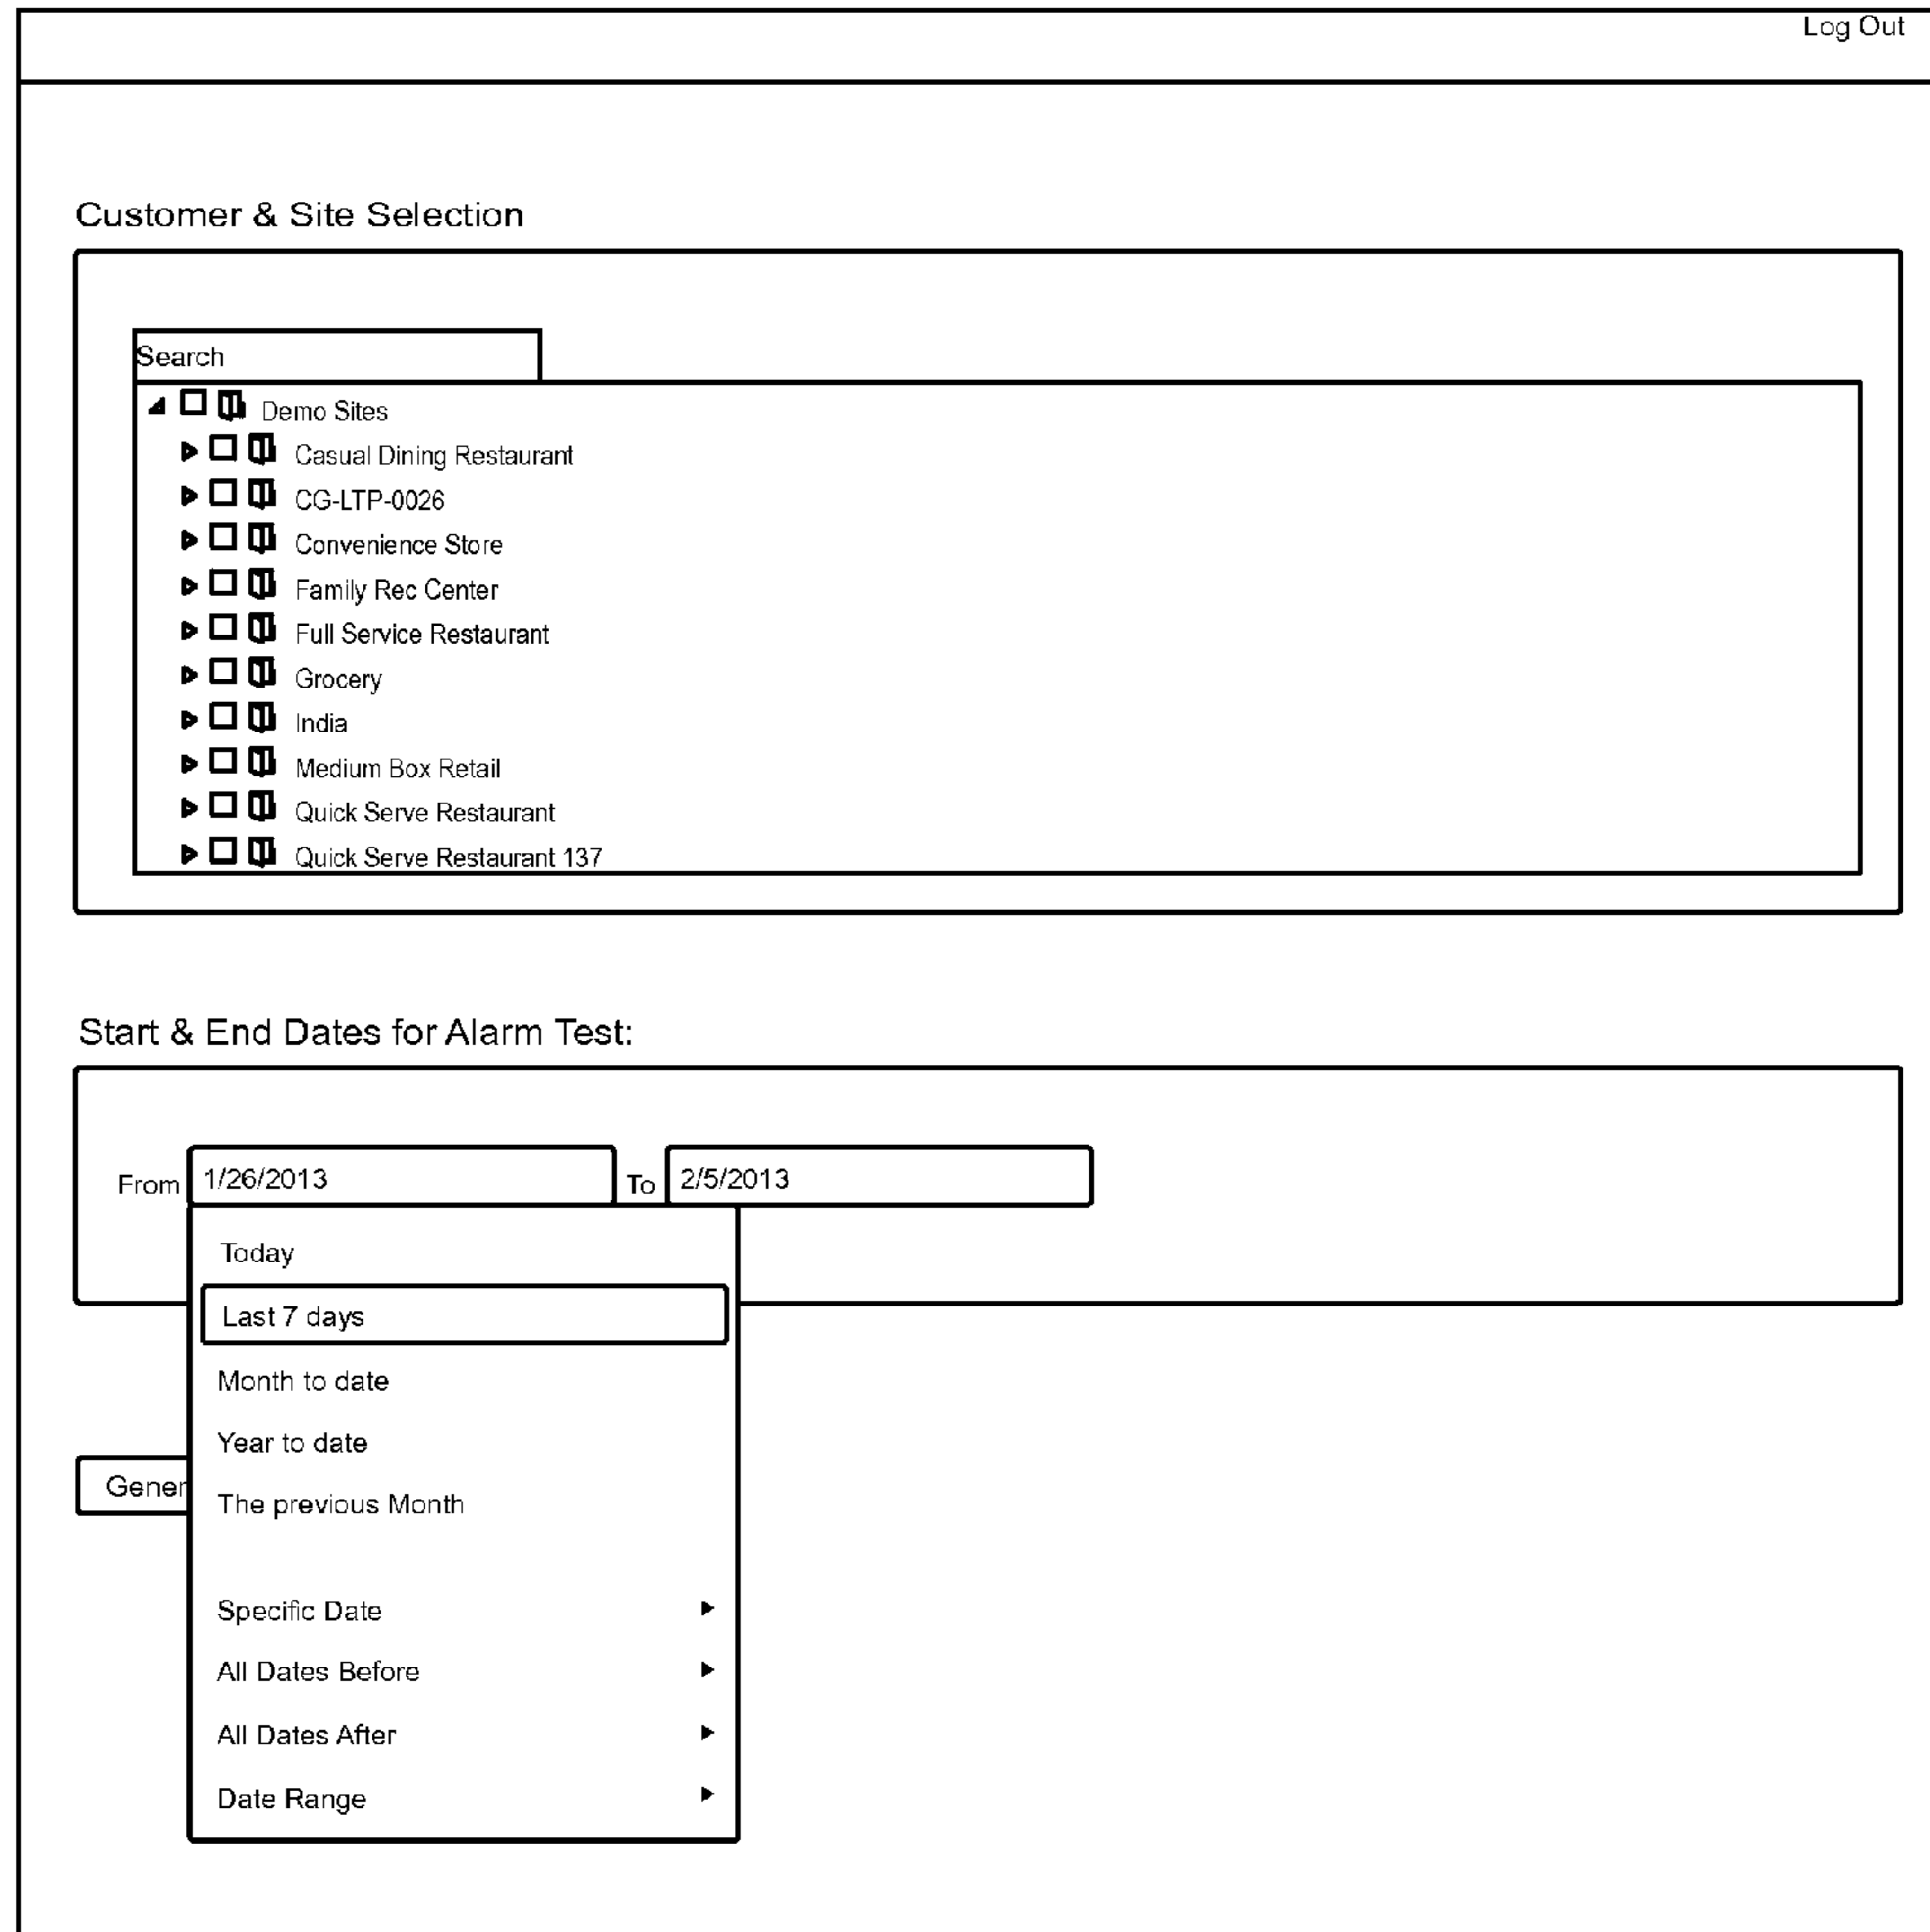 Log Out
Customer & Site Selection
Search
Demo Sites
Casual Dining Restaurant
CG-LTP-0026
Convenience Store
Family Rec Center
Full Service Restaurant
Grocery
India
Medium Box Retail
Quick Serve Restaurant
Quick Serve Restaurant 137
Start & End Dates for Alarm Test:
From 1/26/2013 To 2/5/2013
Today
Last 7 days
Month to date
Year to date
Gener
The previous Month
Specific Date
All Dates Before
All Dates After
Date Range